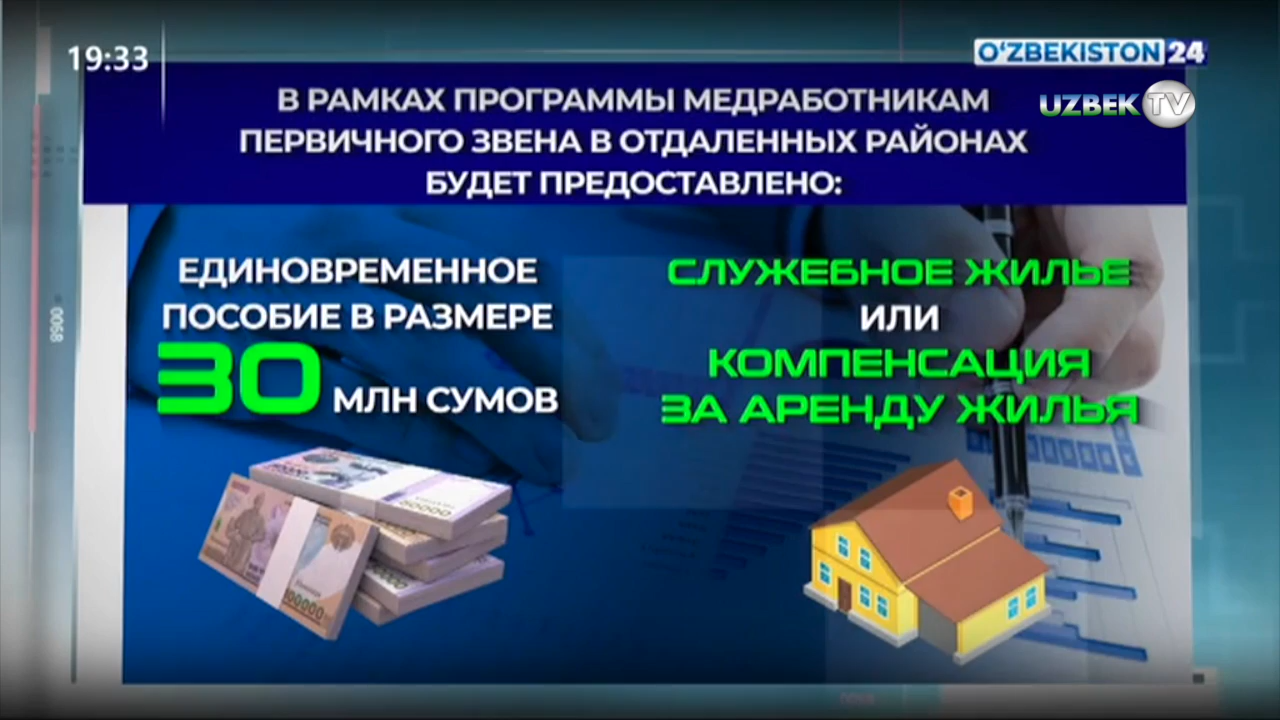 19:33
O'ZBEKISTON 24
UZBEK TV
В РАМКАХ ПРОГРАММЫ МЕДРАБОТНИКАМ
ПЕРВИЧНОГО ЗВЕНА В ОТДАЛЕННЫХ РАЙОНАХ
БУДЕТ ПРЕДОСТАВЛЕНО:
ЕДИНОВРЕМЕННОЕ
ПОСОБИЕ В РАЗМЕРЕ
30 МЛН СУМОВ
СЛУЖЕБНОЕ ЖИЛЬЕ
ИЛИ
КОМПЕНСАЦИЯ
ЗА АРЕНДУ ЖИЛЬЯ